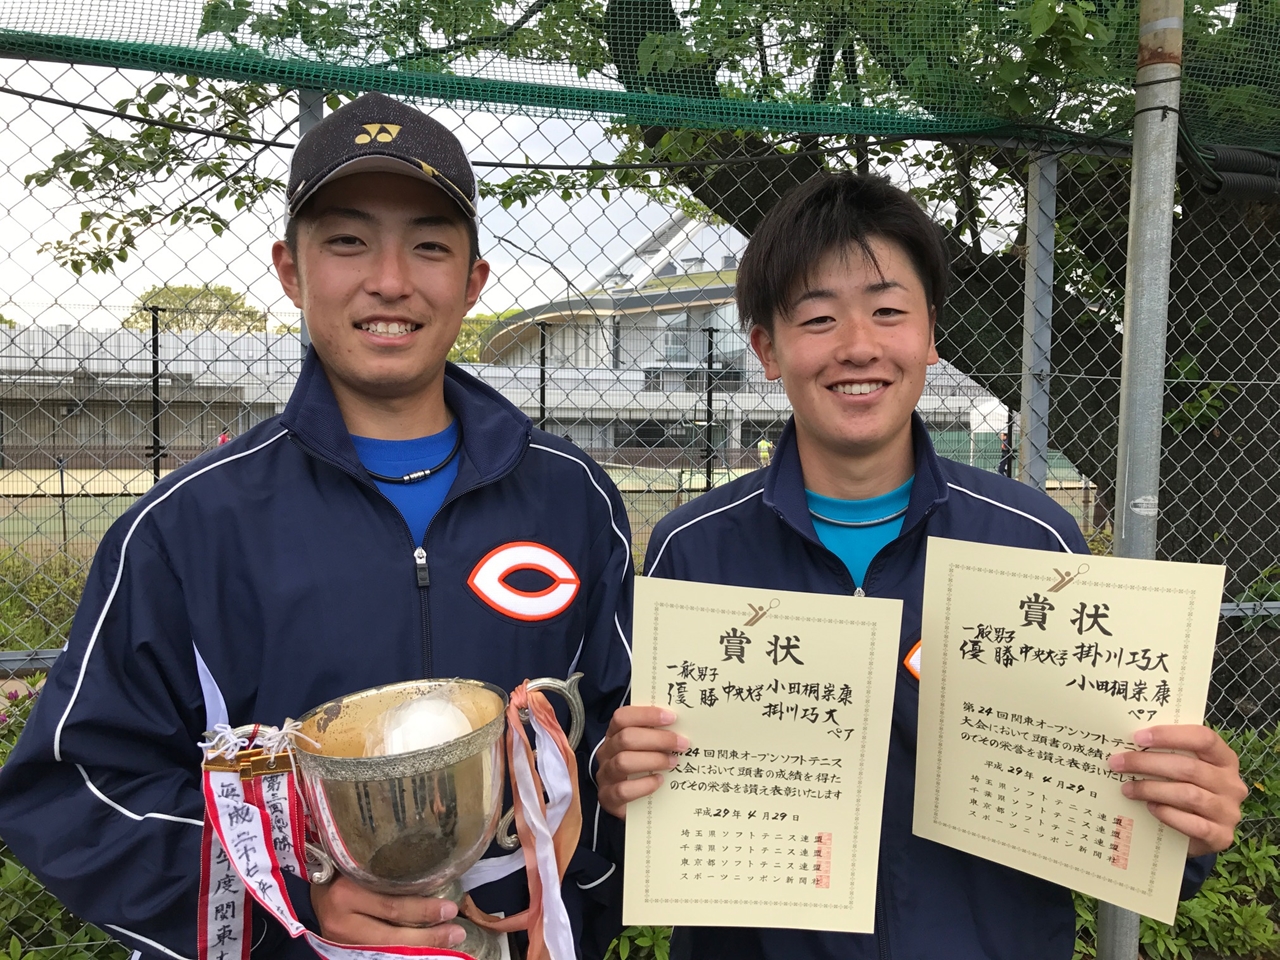 賞状
一般男子
優勝 中央大学 小田桐崇康
掛川巧大
ペア
第24回関東オープンソフトテニス
大会において頭書の成績を得た
のでその栄誉を讃え表彰いたします
平成29年4月29日
埼玉県ソフトテニス連盟
千葉県ソフトテニス連盟
東京都ソフトテニス連盟
スポーツニッポン新聞社
賞状
一般男子
優勝 中央大学 掛川巧大
小田桐崇康
ペア
第24回関東オープンソフトテニス
大会において頭書の成績を
のでその栄誉を讃え表彰いたします
平成29年4月29日
埼玉県ソフトテニス連盟
千葉県ソフトテニス連盟
東京都ソフトテニス連盟
スポーツニッポン新聞社
C
年度関東